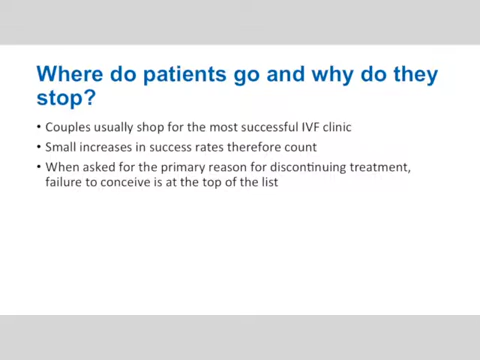 Where do patients go and why do they
stop?
• Couples usually shop for the most successful IVF clinic
• Small increases in success rates therefore count
• When asked for the primary reason for discontinuing treatment,
failure to conceive is at the top of the list